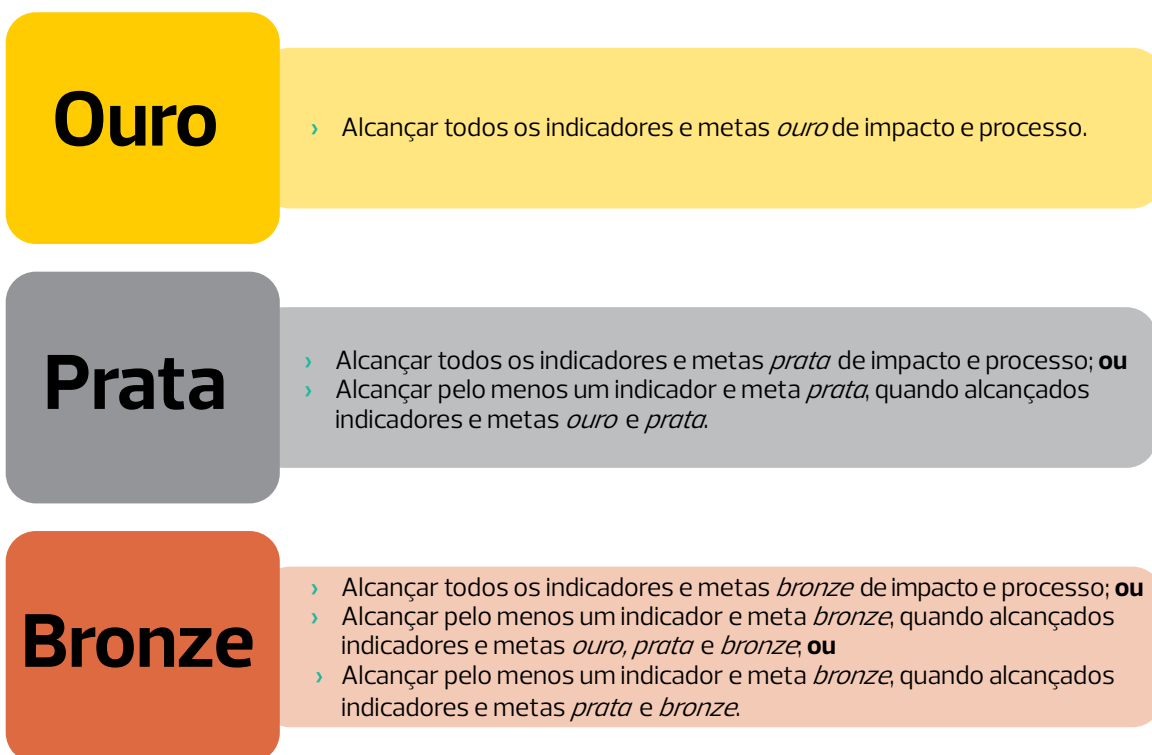 Ouro
› Alcançar todos os indicadores e metas ouro de impacto e processo.
Prata
› Alcançar todos os indicadores e metas prata de impacto e processo; ou
› Alcançar pelo menos um indicador e meta prata, quando alcançados
indicadores e metas ouro e prata.
Bronze
› Alcançar todos os indicadores e metas bronze de impacto e processo; ou
› Alcançar pelo menos um indicador e meta bronze, quando alcançados
indicadores e metas ouro, prata e bronze; ou
› Alcançar pelo menos um indicador e meta bronze, quando alcançados
indicadores e metas prata e bronze.